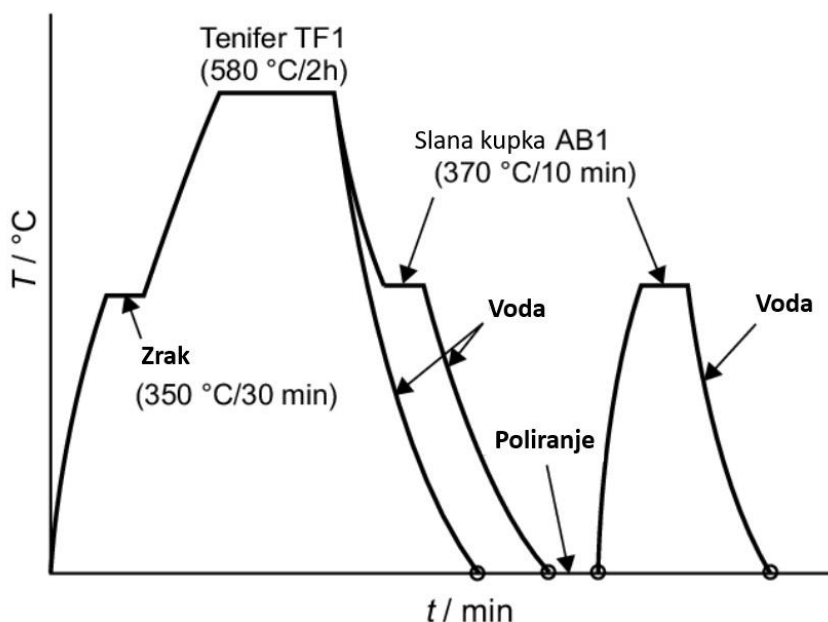 Tenifer TF1
(580 °C/2h)
Slana kupka AB1
(370 °C/10 min)
T / °C
Voda
Voda
Zrak
(350 °C/30 min)
Poliranje
t / min